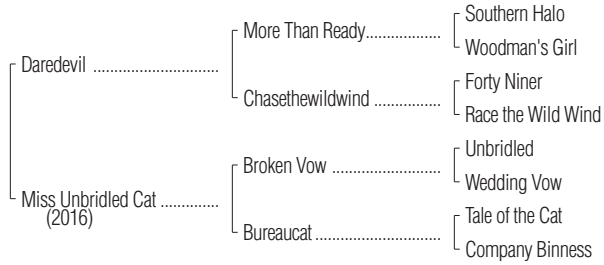 Southern Halo
More Than Ready..................
Woodman's Girl
Daredevil ..............................
Forty Niner
Chasethewildwind ................
Race the Wild Wind
Unbridled
Broken Vow ..........................
Wedding Vow
Miss Unbridled Cat ..............
(2016)
Tale of the Cat
Bureaucat..............................
Company Binness